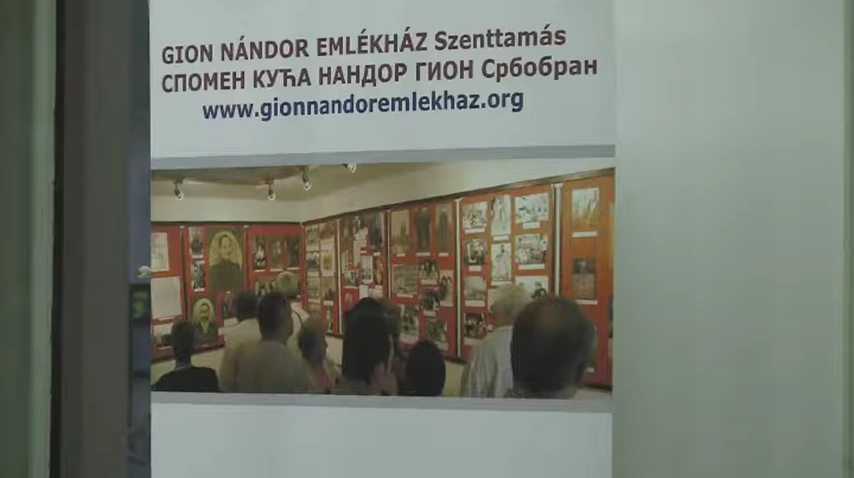 GION NÁNDOR EMLÉKHÁZ Szenttamás
СПОМЕН КУЋА НАНДОР ГИОН Србобран
www.gionnandoremlekhaz.org